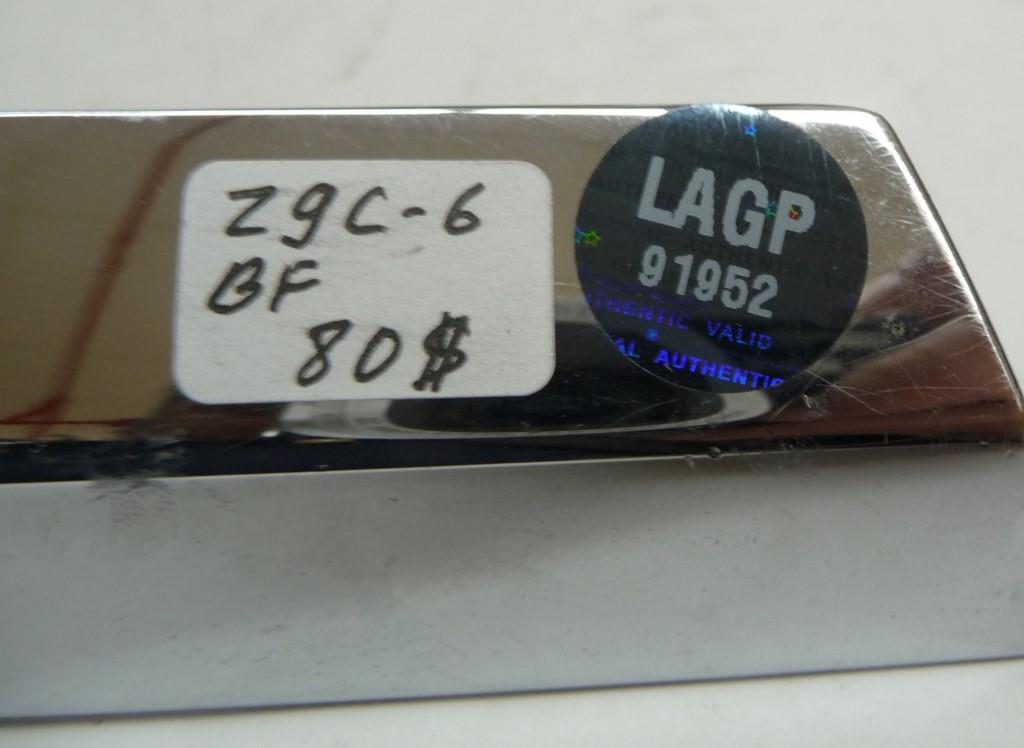 Z9C-6
BF
80$
LAGP
91952
AUTHENTIC VALID
AUTHENTIC